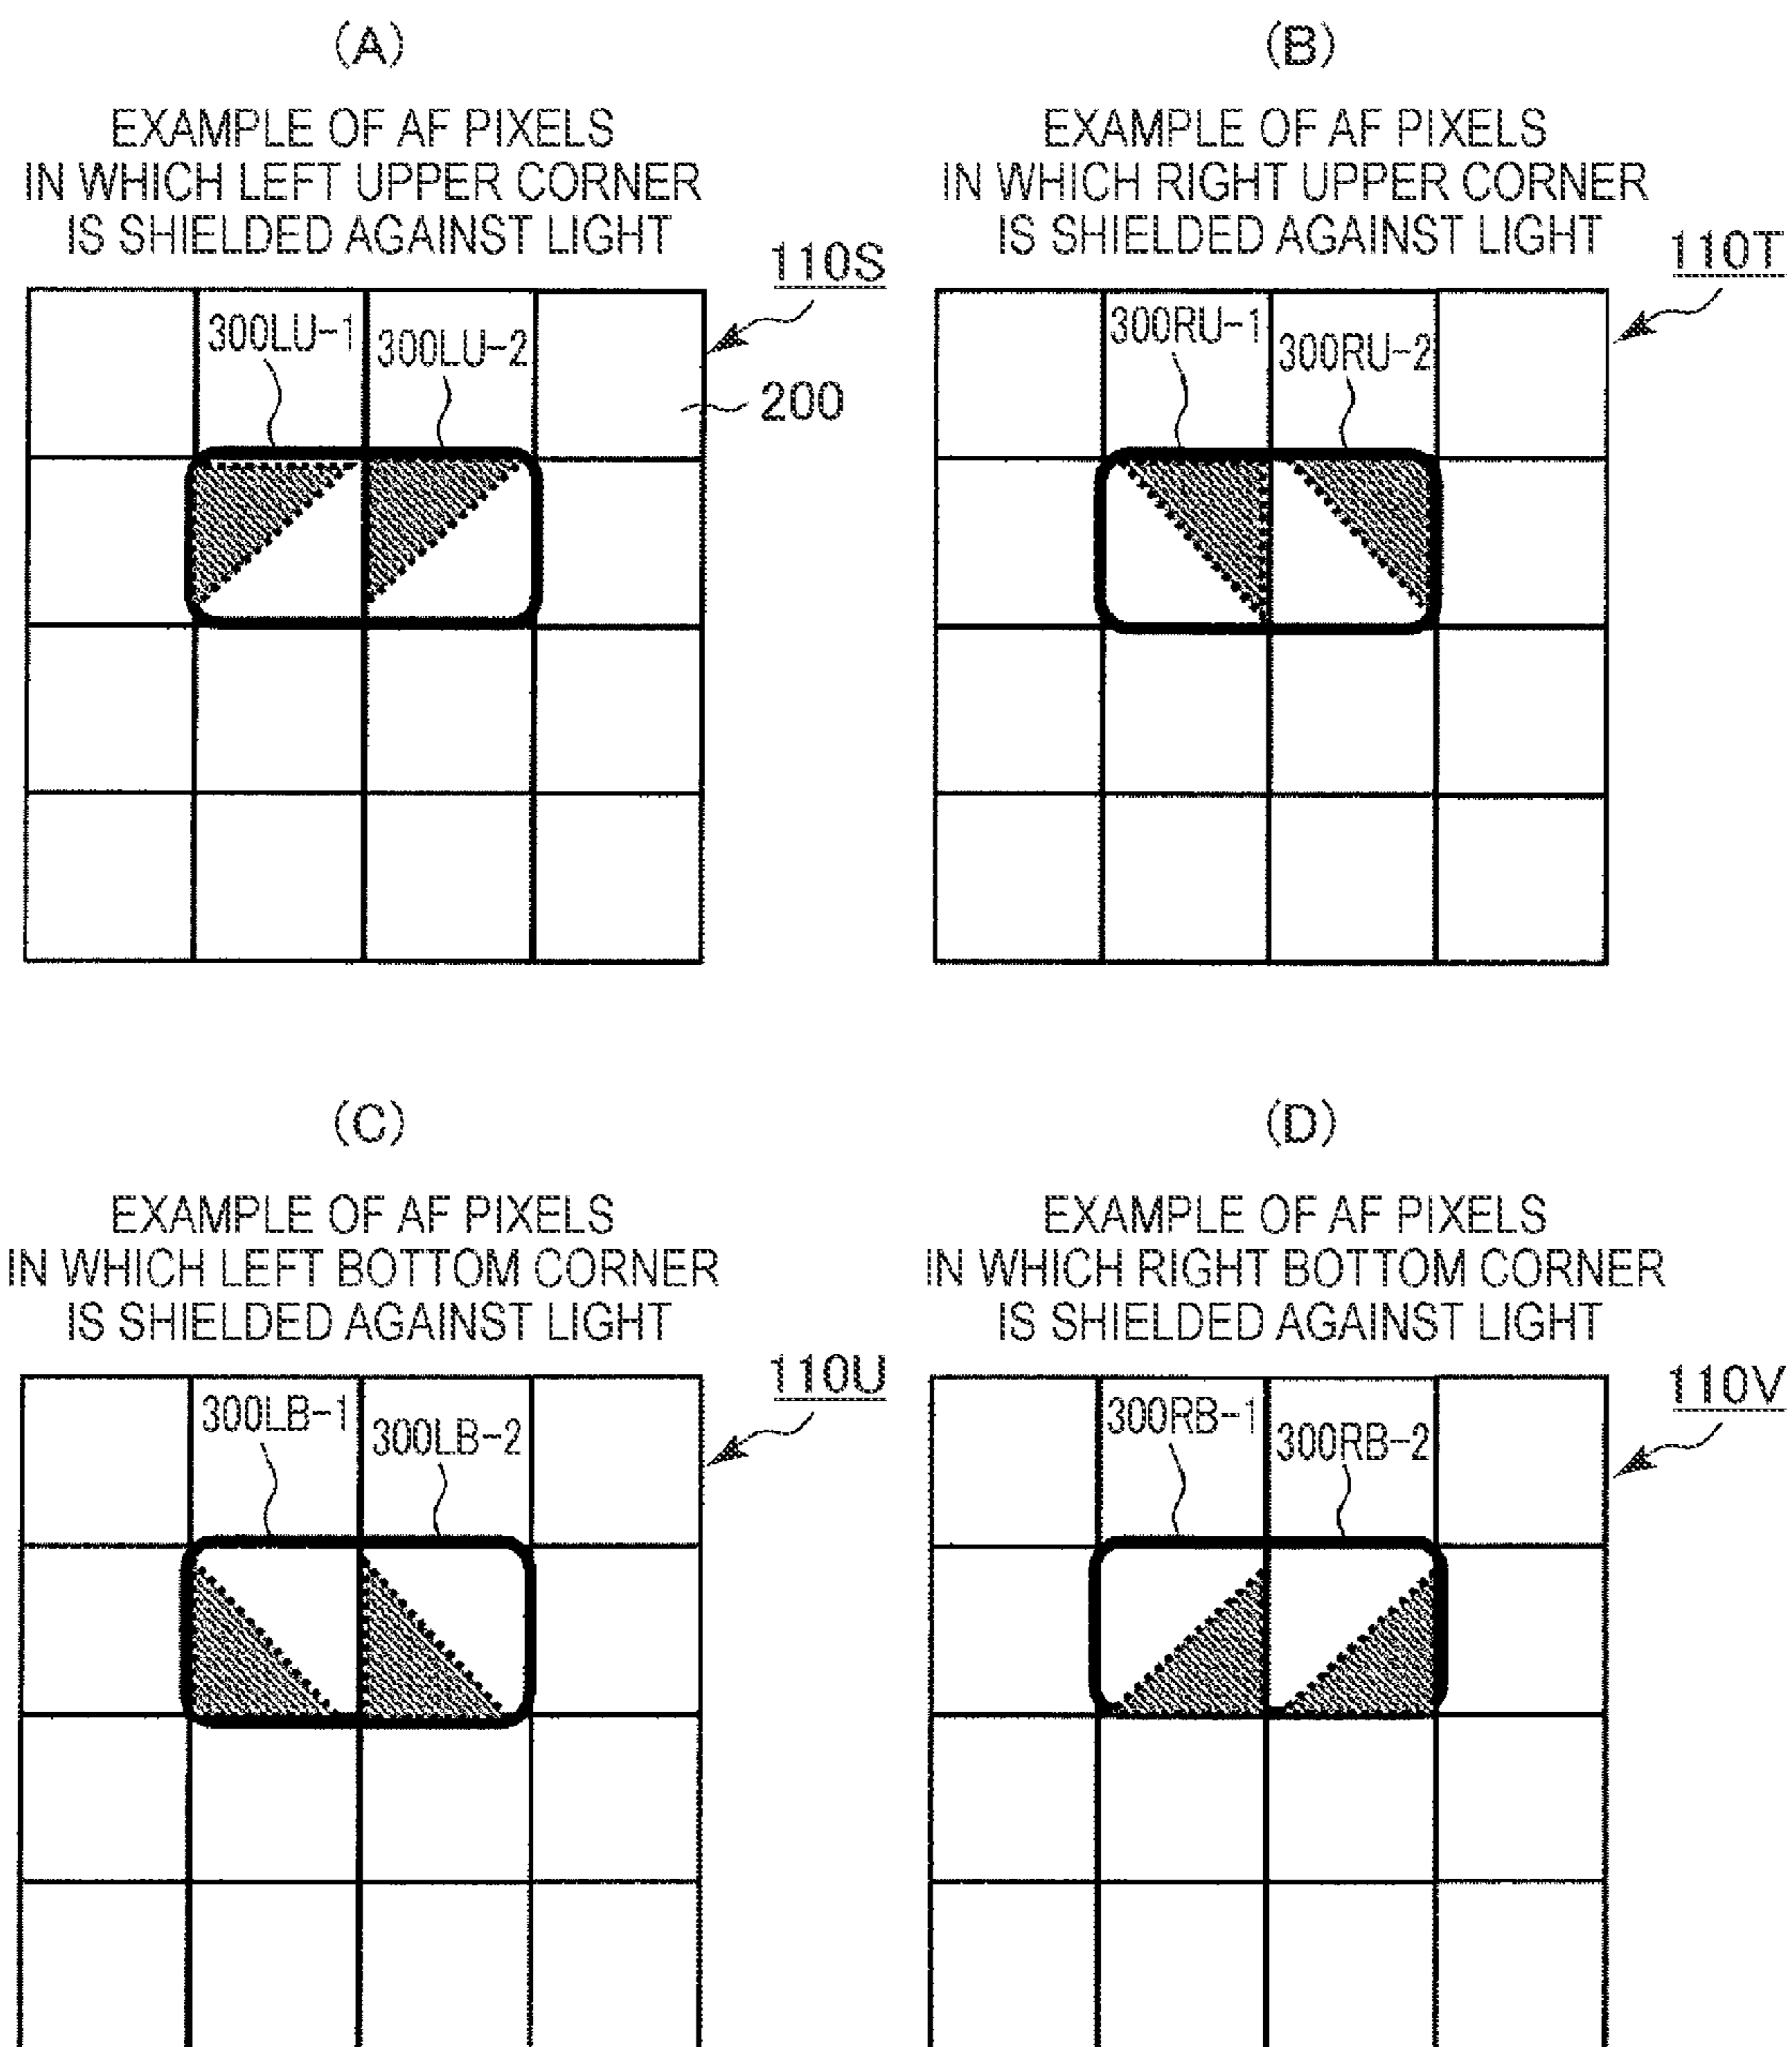 (A)
EXAMPLE OF AF PIXELS
IN WHICH LEFT UPPER CORNER
IS SHIELDED AGAINST LIGHT
110S
300LU-1
300LU-2
200
(B)
EXAMPLE OF AF PIXELS
IN WHICH RIGHT UPPER CORNER
IS SHIELDED AGAINST LIGHT
110T
300RU-1
300RU-2
(C)
EXAMPLE OF AF PIXELS
IN WHICH LEFT BOTTOM CORNER
IS SHIELDED AGAINST LIGHT
110U
300LB-1
300LB-2
(D)
EXAMPLE OF AF PIXELS
IN WHICH RIGHT BOTTOM CORNER
IS SHIELDED AGAINST LIGHT
110V
300RB-1
300RB-2